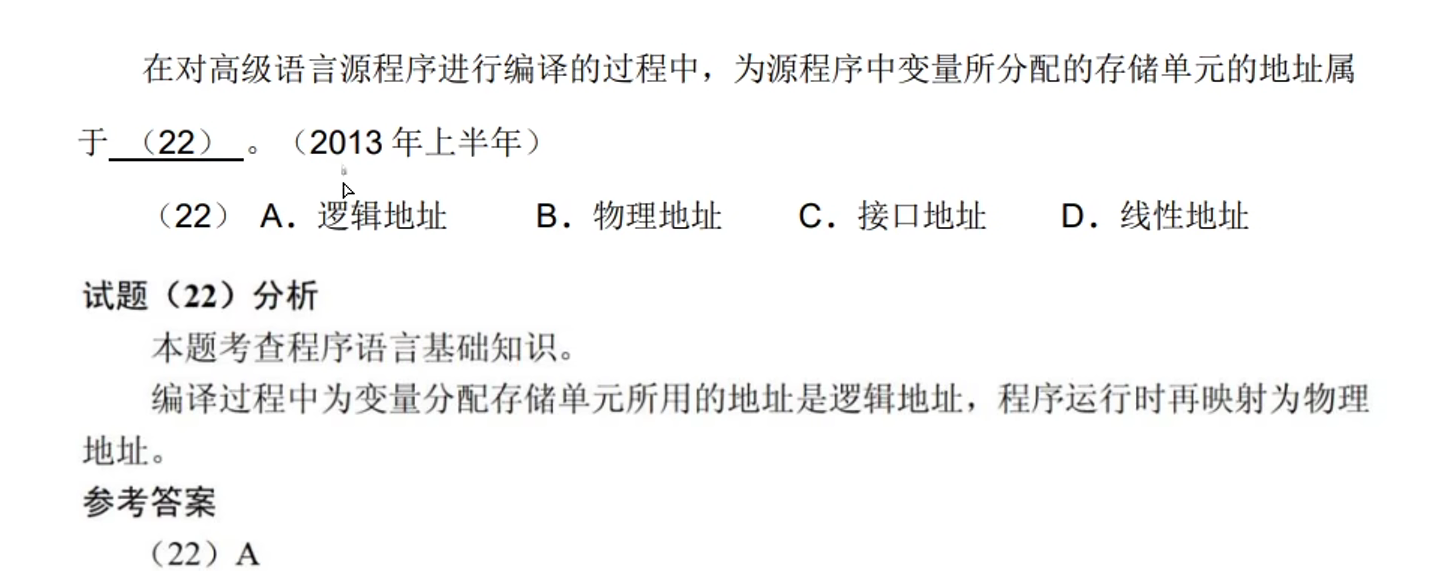 在对高级语言源程序进行编译的过程中，为源程序中变量所分配的存储单元的地址属
于（22）。（2013 年上半年）
（22） A．逻辑地址 B．物理地址 C．接口地址 D．线性地址
试题（22）分析
本题考查程序语言基础知识。
编译过程中为变量分配存储单元所用的地址是逻辑地址，程序运行时再映射为物理
地址。
参考答案
（22）A